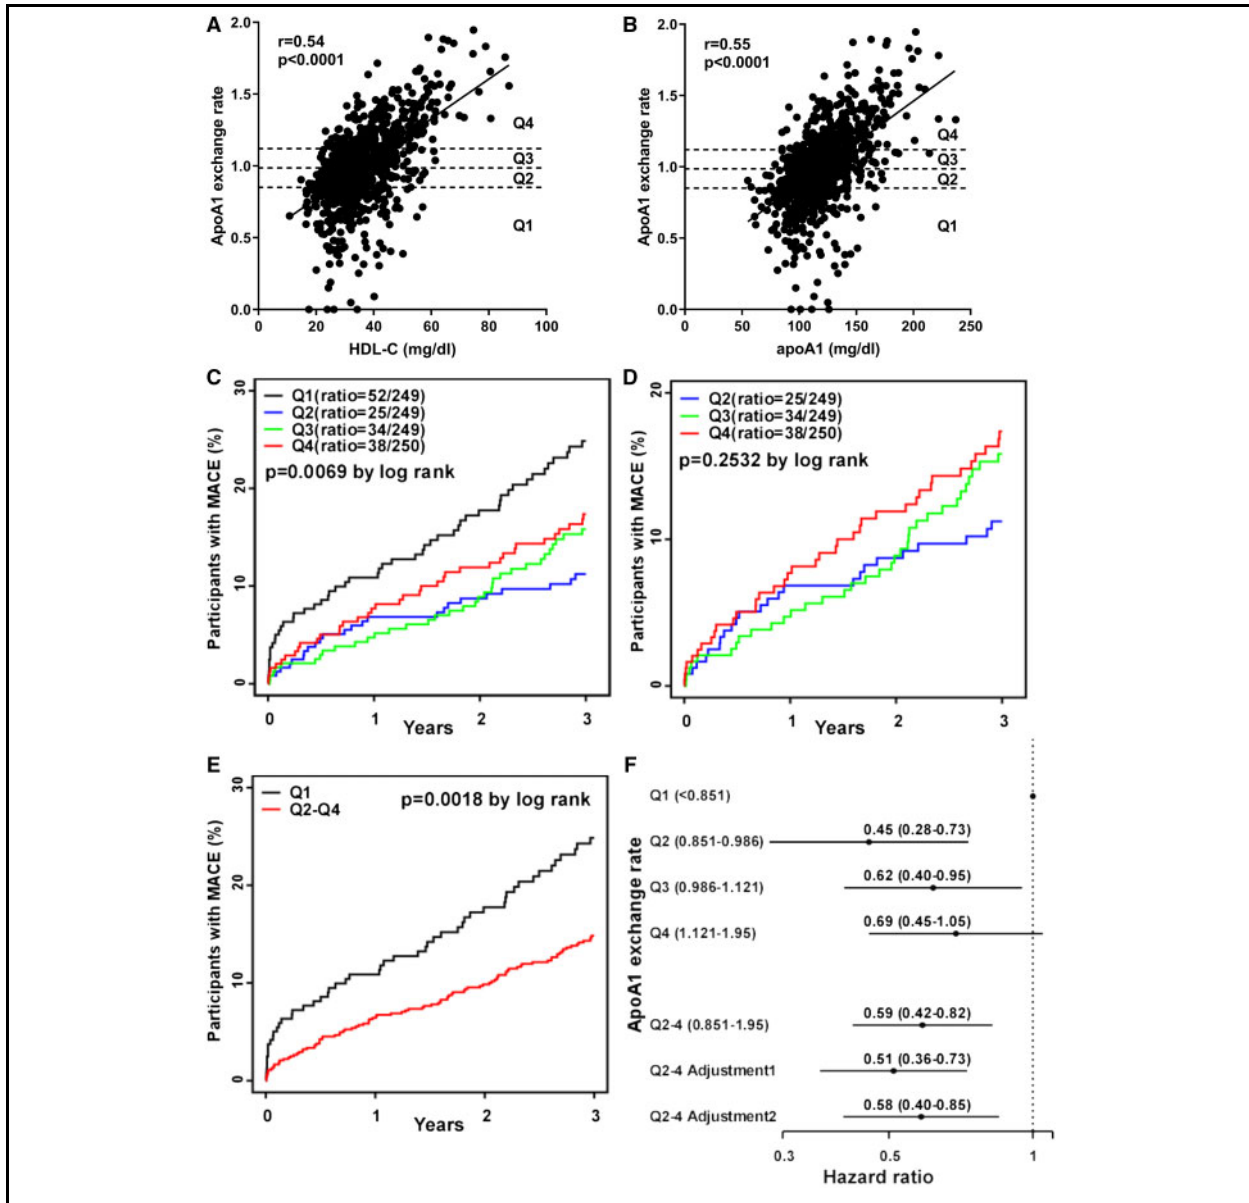 A
2.0
1.5
1.0
0.5
0.0
r=0.54
p<0.0001
ApoA1 exchange rate
Q4
Q3
Q2
Q1
0 20 40 60 80 100
HDL-C (mg/dl)
B
2.0
1.5
1.0
0.5
0.0
r=0.55
p<0.0001
ApoA1 exchange rate
Q4
Q3
Q2
Q1
0 50 100 150 200 250
apoA1 (mg/dl)
C
30
20
10
0
Participants with MACE (%)
Q1(ratio=52/249)
Q2(ratio=25/249)
Q3(ratio=34/249)
Q4(ratio=38/250)
p=0.0069 by log rank
0 1 2 3
Years
D
20
10
0
Participants with MACE (%)
Q2(ratio=25/249)
Q3(ratio=34/249)
Q4(ratio=38/250)
p=0.2532 by log rank
0 1 2 3
Years
E
30
20
10
0
Participants with MACE (%)
Q1
Q2-Q4
p=0.0018 by log rank
0 1 2 3
Years
F
ApoA1 exchange rate
Q1 (<0.851)
Q2 (0.851-0.986) 0.45 (0.28-0.73)
Q3 (0.986-1.121) 0.62 (0.40-0.95)
Q4 (1.121-1.95) 0.69 (0.45-1.05)
Q2-4 (0.851-1.95) 0.59 (0.42-0.82)
Q2-4 Adjustment1 0.51 (0.36-0.73)
Q2-4 Adjustment2 0.58 (0.40-0.85)
0.3 0.5 1
Hazard ratio